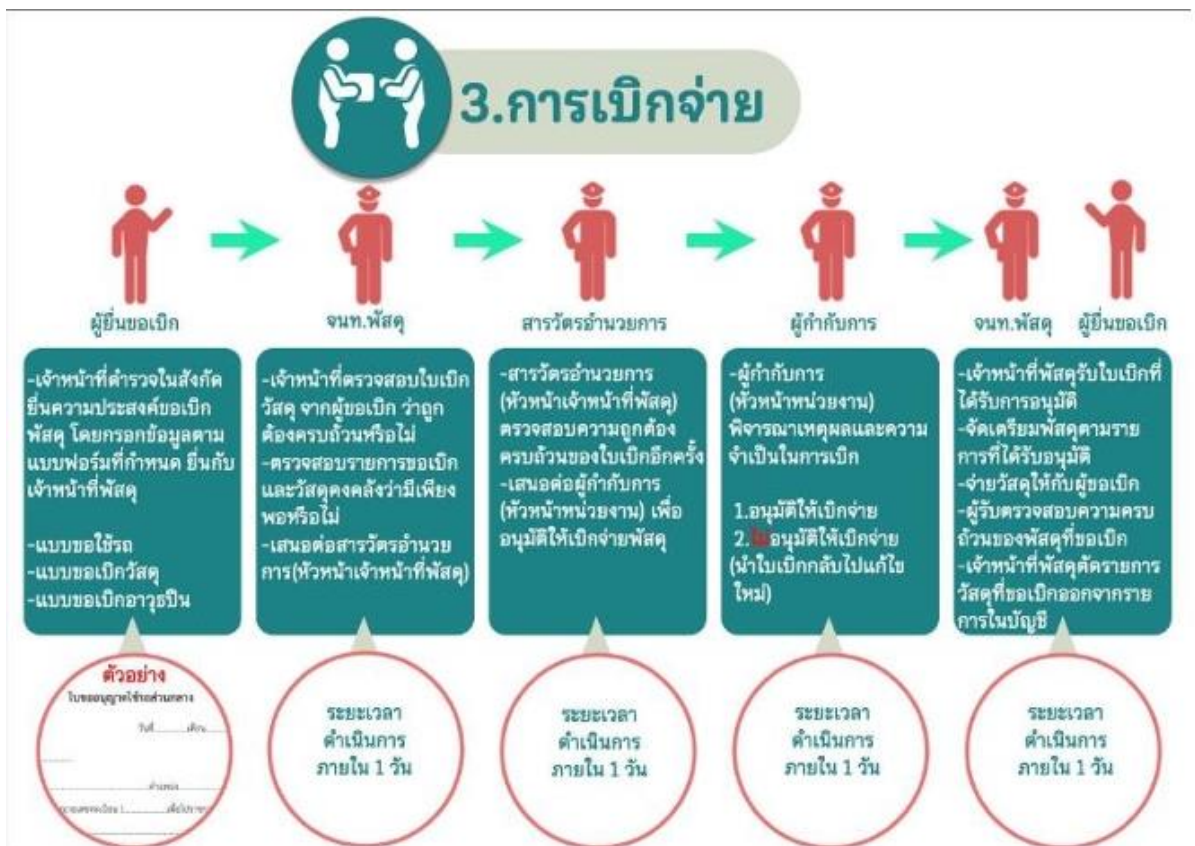 3.การเบิกจ่าย
ผู้ยื่นขอเบิก
-เจ้าหน้าที่ตำรวจในสังกัด
ยื่นความประสงค์ขอเบิก
พัสดุ โดยกรอกข้อมูลตาม
แบบฟอร์มที่กำหนด ยื่นกับ
เจ้าหน้าที่พัสดุ
-แบบขอใช้รถ
-แบบขอเบิกวัสดุ
-แบบขอเบิกอาวุธปืน
ตัวอย่าง
ใบขออนุญาตใช้รถส่วนกลาง
วันที่
จนท.พัสดุ
-เจ้าหน้าที่ตรวจสอบใบเบิก
วัสดุ จากผู้ขอเบิก ว่าถูก
ต้องครบถ้วนหรือไม่
-ตรวจสอบรายการขอเบิก
และวัสดุคงคลังว่ามีเพียง
พอหรือไม่
-เสนอต่อสารวัตรอำนวย
การ(หัวหน้าเจ้าหน้าที่พัสดุ)
ระยะเวลา
ดำเนินการ
ภายใน 1 วัน
สารวัตรอำนวยการ
-สารวัตรอำนวยการ
(หัวหน้าเจ้าหน้าที่พัสดุ)
ตรวจสอบความถูกต้อง
ครบถ้วนของใบเบิกอีกครั้ง
-เสนอต่อผู้กำกับการ
(หัวหน้าหน่วยงาน) เพื่อ
อนุมัติให้เบิกจ่ายพัสดุ
ระยะเวลา
ดำเนินการ
ภายใน 1 วัน
ผู้กำกับการ
-ผู้กำกับการ
(หัวหน้าหน่วยงาน)
พิจารณาเหตุผลและความ
จำเป็นในการเบิก
1.อนุมัติให้เบิกจ่าย
2.ไม่อนุมัติให้เบิกจ่าย
(นำใบเบิกกลับไปแก้ไข
ใหม่)
ระยะเวลา
ดำเนินการ
ภายใน 1 วัน
จนท.พัสดุ ผู้ยื่นขอเบิก
-เจ้าหน้าที่พัสดุรับใบเบิกที่
ได้รับการอนุมัติ
-จัดเตรียมพัสดุตามราย
การที่ได้รับอนุมัติ
-จ่ายวัสดุให้กับผู้ขอเบิก
-ผู้รับตรวจสอบความครบ
ถ้วนของพัสดุที่ขอเบิก
-เจ้าหน้าที่พัสดุตัดรายการ
วัสดุที่ขอเบิกออกจากราย
การในบัญชี
ระยะเวลา
ดำเนินการ
ภายใน 1 วัน